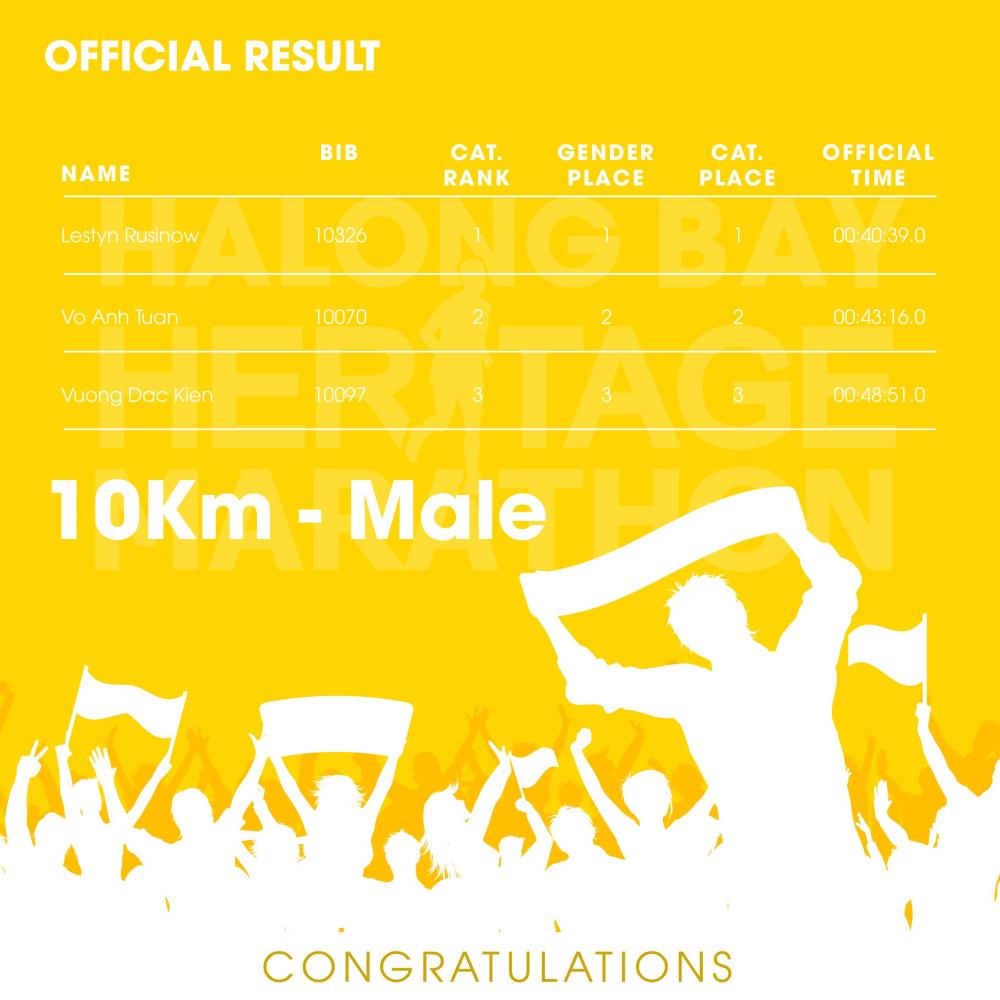 OFFICIAL RESULT
NAME BIB CAT. RANK GENDER PLACE CAT. PLACE OFFICIAL TIME
Lestyn Rusinow 10326 1 1 1 00:40:39.0
Vo Anh Tuan 10070 2 2 2 00:43:16.0
Vuong Dac Kien 10097 3 3 3 00:48:51.0
HALONG BAY
HERITAGE
MARATHON
10Km - Male
CONGRATULATIONS